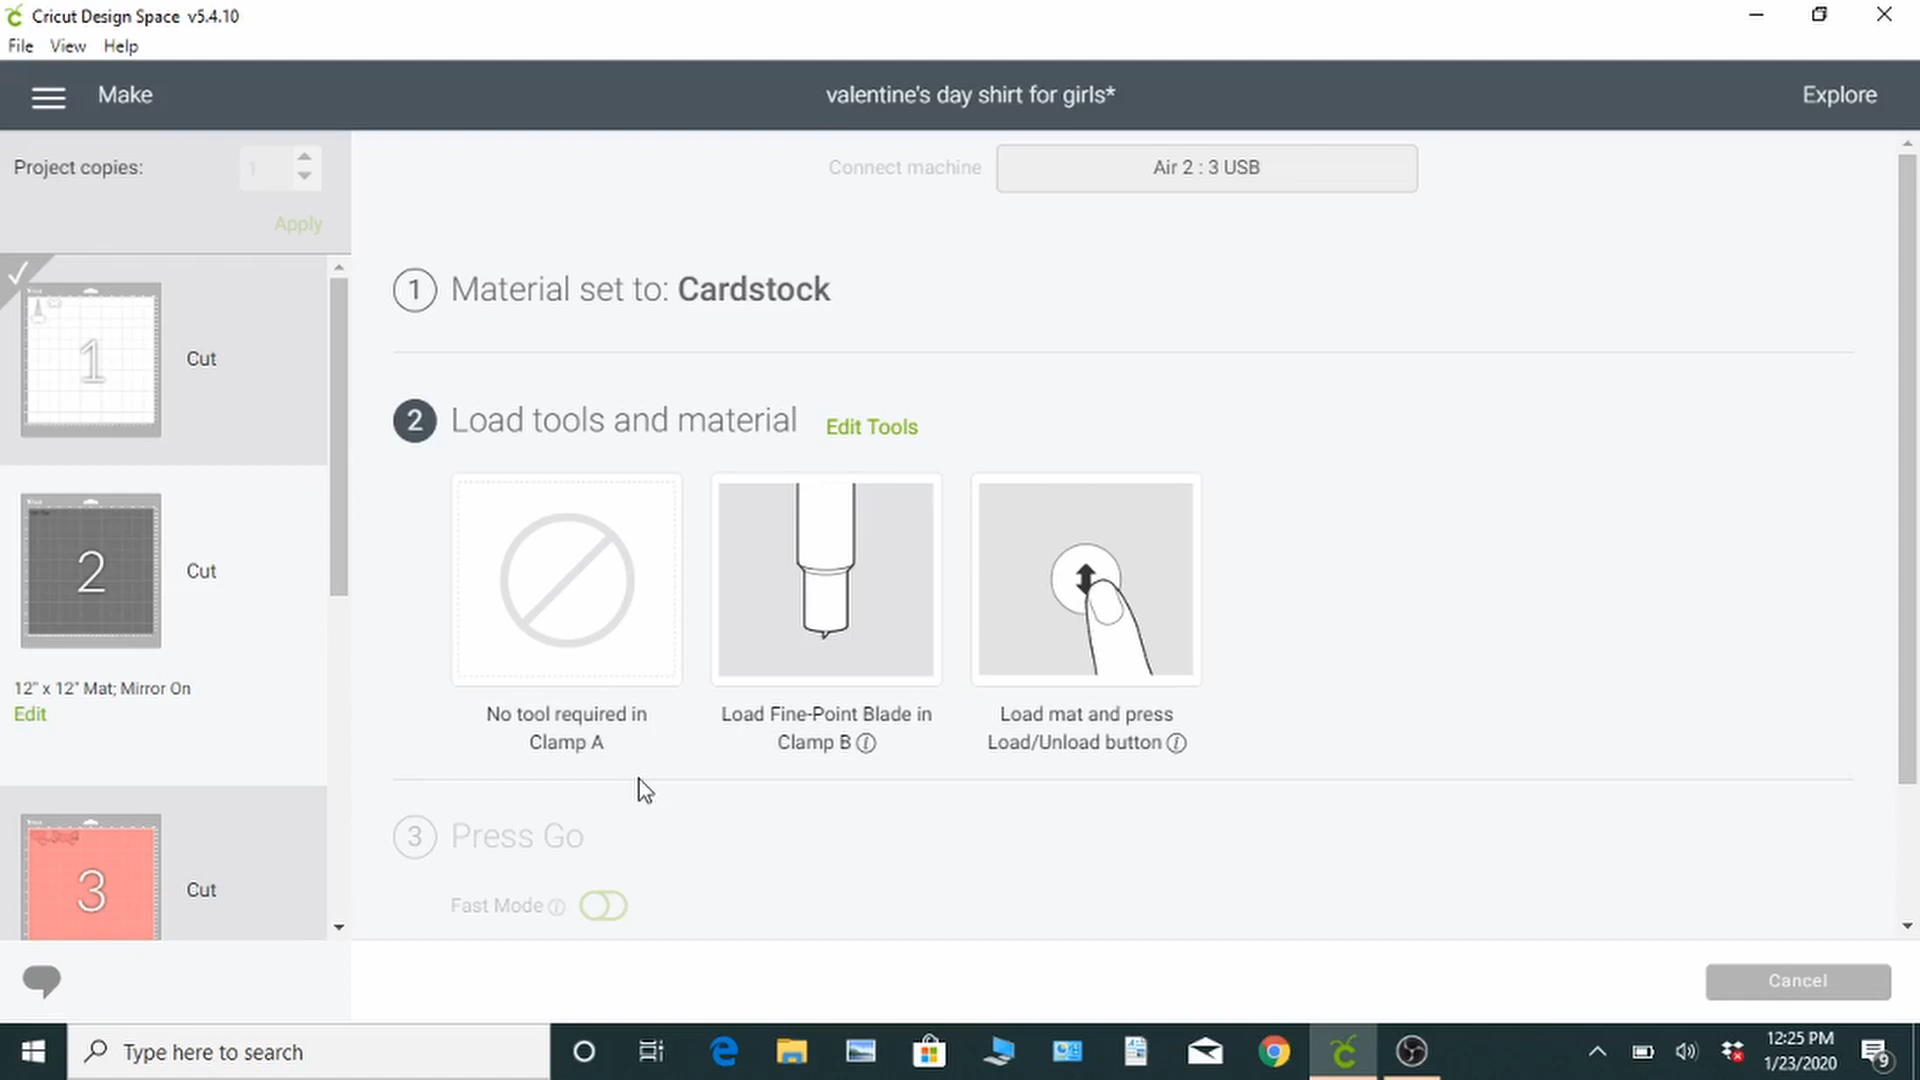 Cricut Design Space v5.4.10
File View Help
Make
valentine's day shirt for girls*
Explore
Project copies: 1
Apply
Connect machine
Air 2 : 3 USB
1 Material set to: Cardstock
2 Load tools and material Edit Tools
No tool required in
Clamp A
Load Fine-Point Blade in
Clamp B
Load mat and press
Load/Unload button
3 Press Go
Fast Mode
1
Cut
2
Cut
12" x 12" Mat; Mirror On
Edit
3
Cut
Cancel
Type here to search
12:25 PM
1/23/2020
9